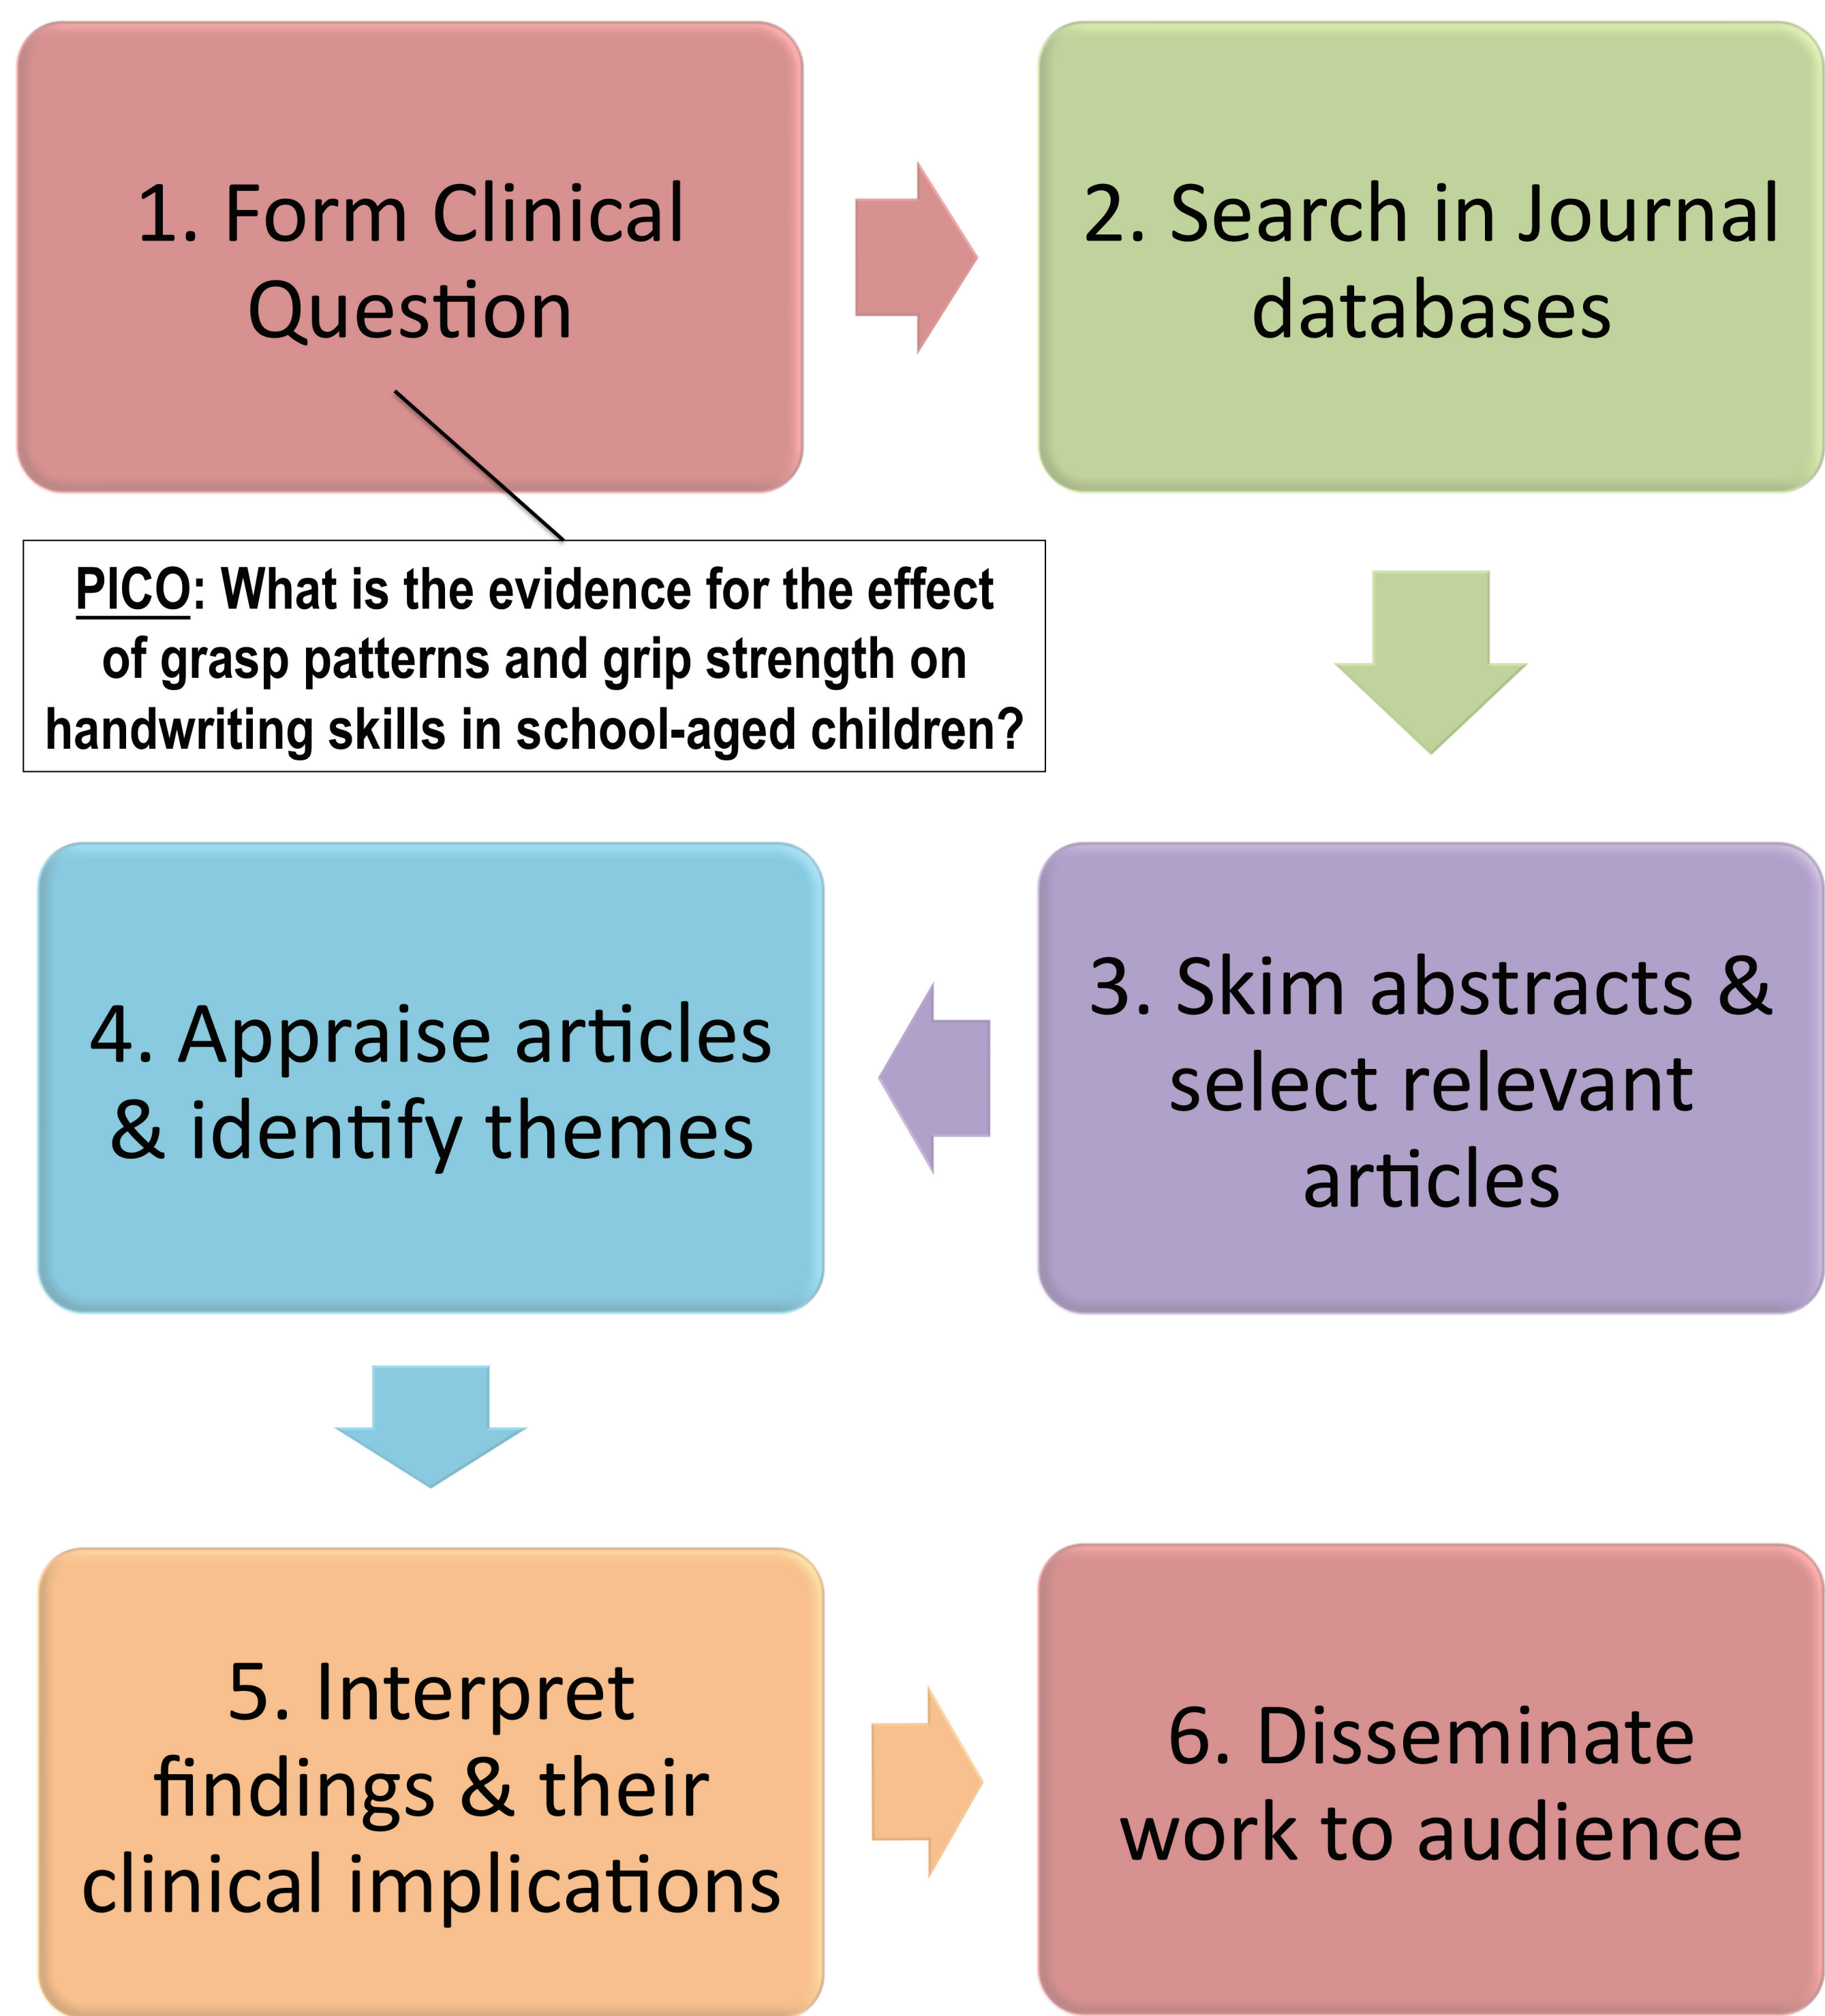 1. Form Clinical
Question
2. Search in Journal
databases
PICO: What is the evidence for the effect
of grasp patterns and grip strength on
handwriting skills in school-aged children?
3. Skim abstracts &
select relevant
articles
4. Appraise articles
& identify themes
5. Interpret
findings & their
clinical implications
6. Disseminate
work to audience